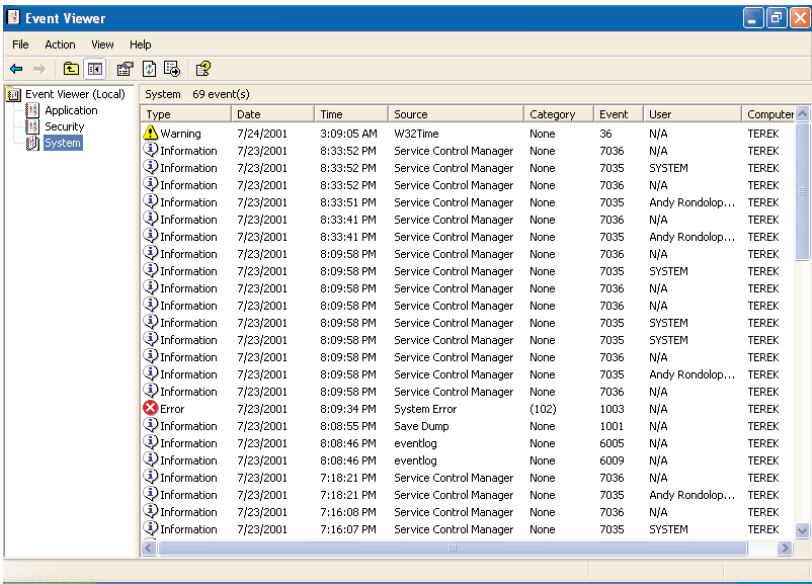 Event Viewer
File Action View Help
Event Viewer (Local)
Application
Security
System
System 69 event(s)
Type Date Time Source Category Event User Computer
Warning 7/24/2001 3:09:05 AM W32Time None 36 N/A TEREK
Information 7/23/2001 8:33:52 PM Service Control Manager None 7036 N/A TEREK
Information 7/23/2001 8:33:52 PM Service Control Manager None 7035 SYSTEM TEREK
Information 7/23/2001 8:33:52 PM Service Control Manager None 7036 N/A TEREK
Information 7/23/2001 8:33:51 PM Service Control Manager None 7035 Andy Rondolop... TEREK
Information 7/23/2001 8:33:41 PM Service Control Manager None 7036 N/A TEREK
Information 7/23/2001 8:33:41 PM Service Control Manager None 7035 Andy Rondolop... TEREK
Information 7/23/2001 8:09:58 PM Service Control Manager None 7036 N/A TEREK
Information 7/23/2001 8:09:58 PM Service Control Manager None 7035 SYSTEM TEREK
Information 7/23/2001 8:09:58 PM Service Control Manager None 7036 N/A TEREK
Information 7/23/2001 8:09:58 PM Service Control Manager None 7036 N/A TEREK
Information 7/23/2001 8:09:58 PM Service Control Manager None 7035 SYSTEM TEREK
Information 7/23/2001 8:09:58 PM Service Control Manager None 7035 SYSTEM TEREK
Information 7/23/2001 8:09:58 PM Service Control Manager None 7036 N/A TEREK
Information 7/23/2001 8:09:58 PM Service Control Manager None 7035 Andy Rondolop... TEREK
Information 7/23/2001 8:09:58 PM Service Control Manager None 7036 N/A TEREK
Error 7/23/2001 8:09:34 PM System Error (102) 1003 N/A TEREK
Information 7/23/2001 8:08:55 PM Save Dump None 1001 N/A TEREK
Information 7/23/2001 8:08:46 PM eventlog None 6005 N/A TEREK
Information 7/23/2001 8:08:46 PM eventlog None 6009 N/A TEREK
Information 7/23/2001 7:18:21 PM Service Control Manager None 7036 N/A TEREK
Information 7/23/2001 7:18:21 PM Service Control Manager None 7035 Andy Rondolop... TEREK
Information 7/23/2001 7:16:08 PM Service Control Manager None 7036 N/A TEREK
Information 7/23/2001 7:16:07 PM Service Control Manager None 7035 SYSTEM TEREK